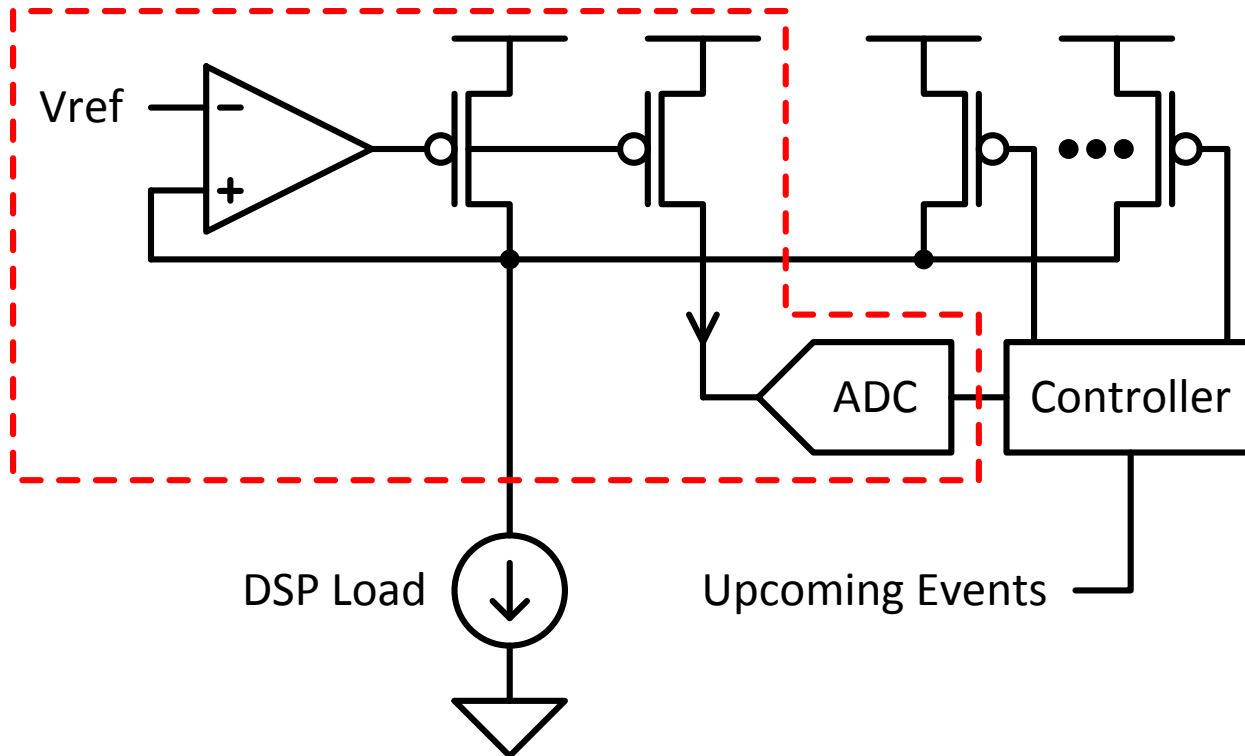 Vref
−
+
ADC
Controller
DSP Load
Upcoming Events